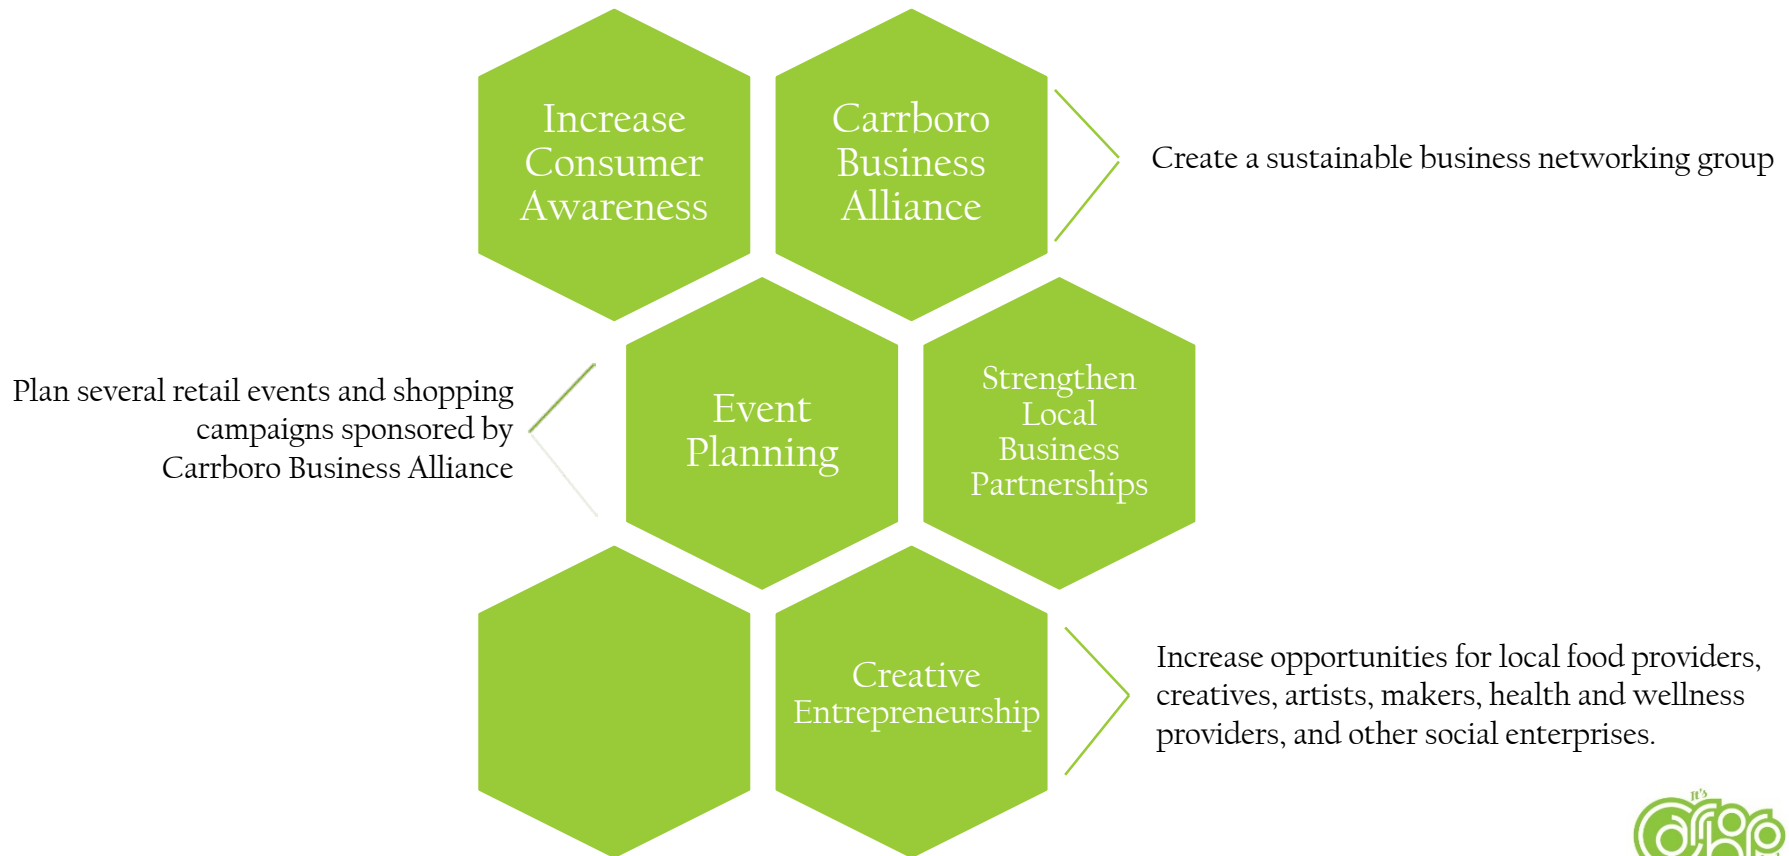 Increase
Consumer
Awareness
Carrboro
Business
Alliance
Create a sustainable business networking group
Plan several retail events and shopping
campaigns sponsored by
Carrboro Business Alliance
Event
Planning
Strengthen
Local
Business
Partnerships
Creative
Entrepreneurship
Increase opportunities for local food providers,
creatives, artists, makers, health and wellness
providers, and other social enterprises.
It's
Carrboro